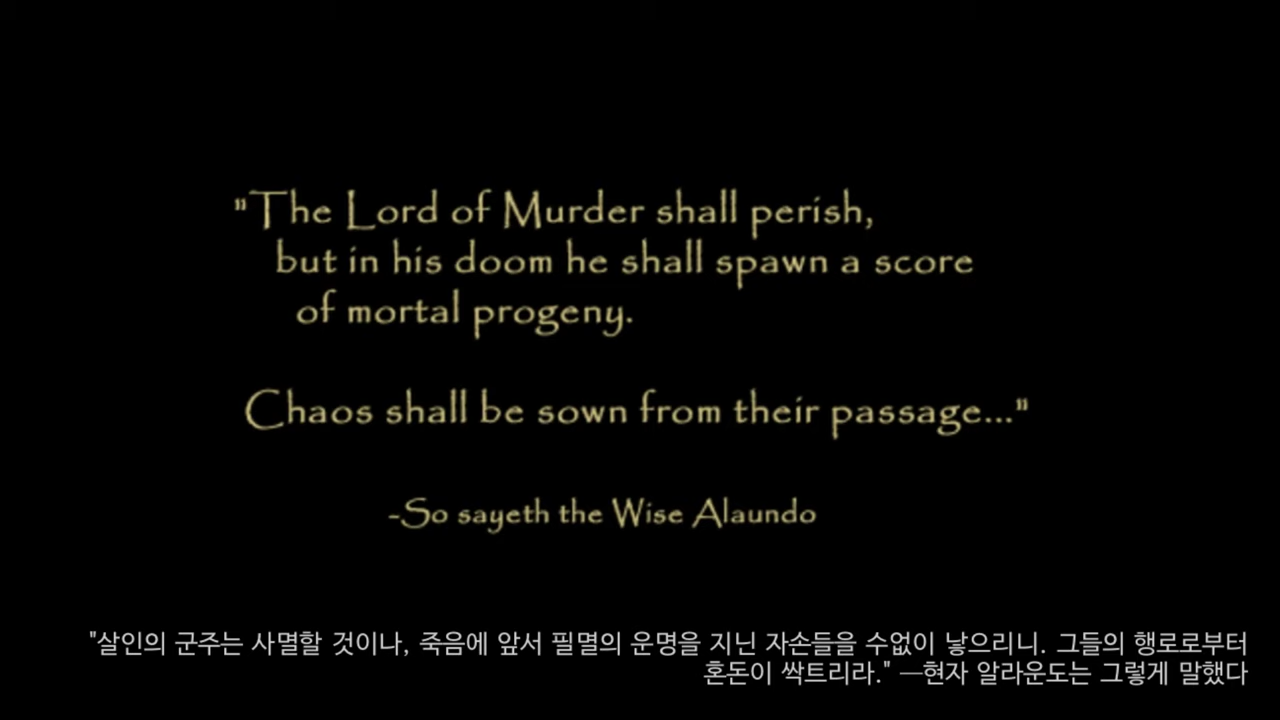 "The Lord of Murder shall perish,
but in his doom he shall spawn a score
of mortal progeny.
Chaos shall be sown from their passage..."
-So sayeth the Wise Alaundo
"살인의 군주는 사멸할 것이나, 죽음에 앞서 필멸의 운명을 지닌 자손들을 수없이 낳으리니. 그들의 행로로부터
혼돈이 싹트리라." ―현자 알라운도는 그렇게 말했다